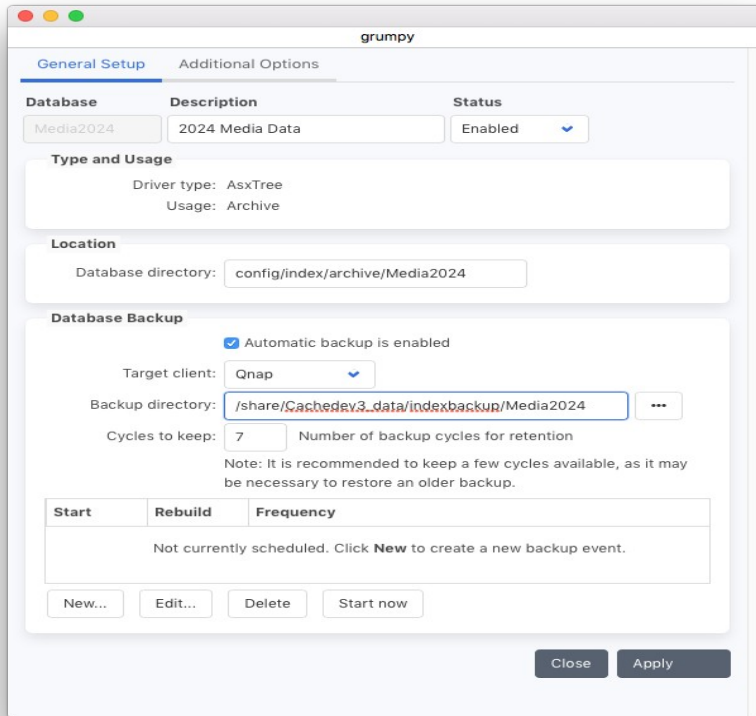 grumpy
General Setup Additional Options
Database Description Status
Media2024 2024 Media Data Enabled
Type and Usage
Driver type: AsxTree
Usage: Archive
Location
Database directory: config/index/archive/Media2024
Database Backup
Automatic backup is enabled
Target client: Qnap
Backup directory: /share/Cachedev3_data/indexbackup/Media2024 •••
Cycles to keep: 7 Number of backup cycles for retention
Note: It is recommended to keep a few cycles available, as it may
be necessary to restore an older backup.
Start Rebuild Frequency
Not currently scheduled. Click New to create a new backup event.
New... Edit... Delete Start now
Close Apply